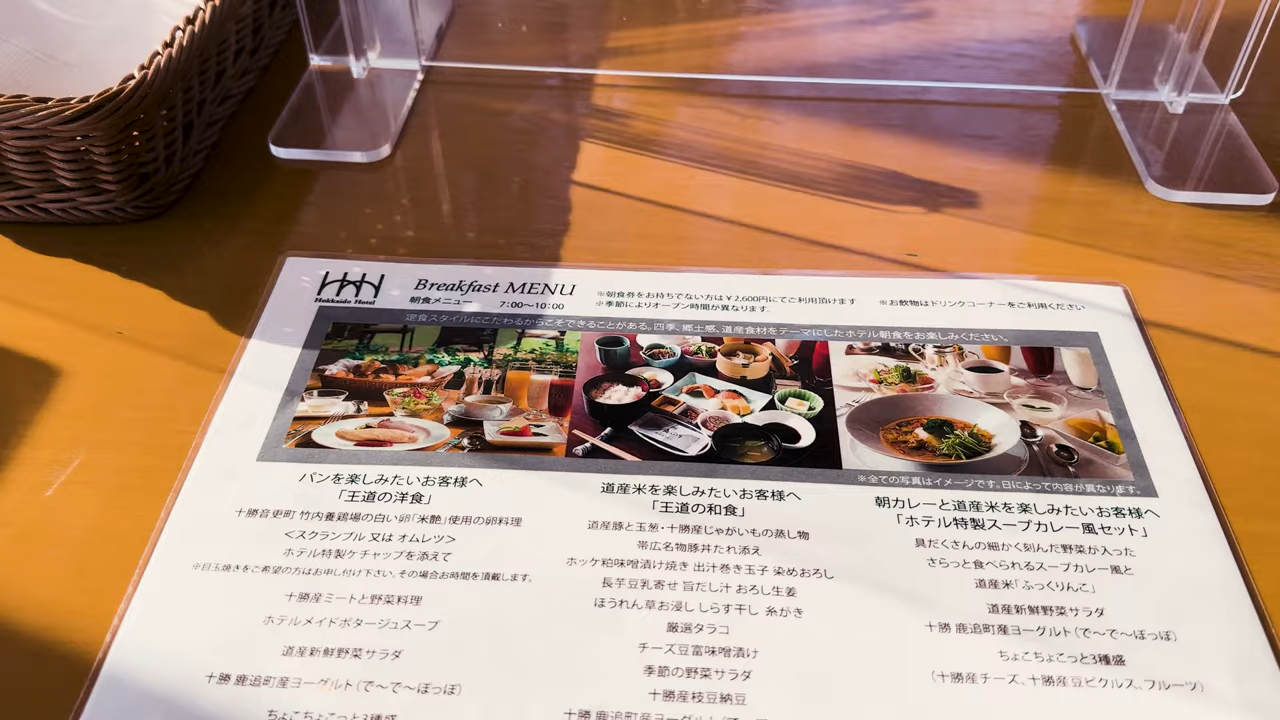 Hokkaido Hotel
Breakfast MENU
朝食メニュー 7:00~10:00
※朝食券をお持ちでない方は¥2,600円にてご利用頂けます
※季節によりオープン時間が異なります。
※お飲物はドリンクコーナーをご利用ください
定食スタイルにこだわるからこそできることがある。四季、郷土感、道産食材をテーマにしたホテル朝食をお楽しみください。
※全ての写真はイメージです。日によって内容が異なります。
パンを楽しみたいお客様へ
「王道の洋食」
十勝音更町 竹内養鶏場の白い卵「米艶」使用の卵料理
<スクランブル 又は オムレツ>
ホテル特製ケチャップを添えて
※目玉焼きをご希望の方はお申し付け下さい。その場合お時間を頂戴します。
十勝産ミートと野菜料理
ホテルメイドポタージュスープ
道産新鮮野菜サラダ
十勝 鹿追町産ヨーグルト(で〜で〜ぽっぽ)
ちょこちょこっと3種盛
道産米を楽しみたいお客様へ
「王道の和食」
道産豚と玉葱・十勝産じゃがいもの蒸し物
帯広名物豚丼たれ添え
ホッケ粕味噌漬け焼き 出汁巻き玉子 染めおろし
長芋豆乳寄せ 旨だし汁 おろし生姜
ほうれん草お浸し しらす干し 糸がき
厳選タラコ
チーズ豆富味噌漬け
季節の野菜サラダ
十勝産枝豆納豆
十勝 鹿追町産ヨーグルト(で〜で
朝カレーと道産米を楽しみたいお客様へ
「ホテル特製スープカレー風セット」
具だくさんの細かく刻んだ野菜が入った
さらっと食べられるスープカレー風と
道産米「ふっくりんこ」
道産新鮮野菜サラダ
十勝 鹿追町産ヨーグルト(で〜で〜ぽっぽ)
ちょこちょこっと3種盛
(十勝産チーズ、十勝産豆ピクルス、フルーツ)